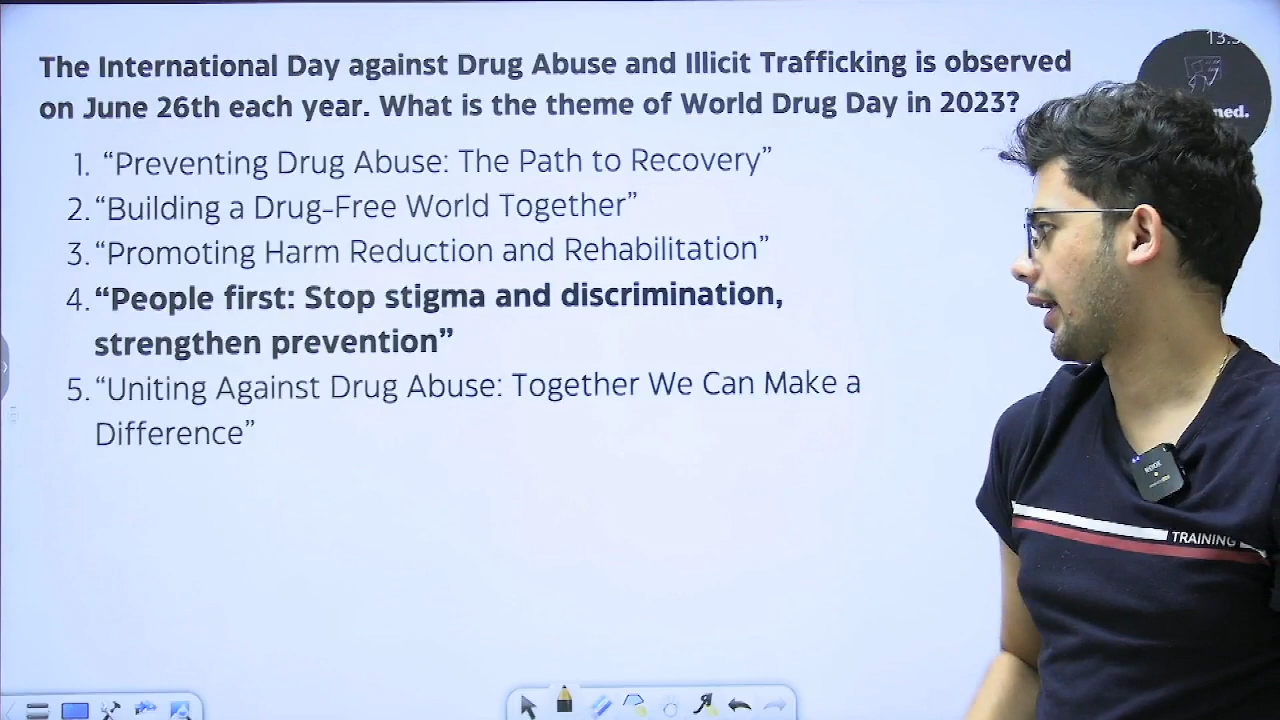 The International Day against Drug Abuse and Illicit Trafficking is observed
on June 26th each year. What is the theme of World Drug Day in 2023?
1. “Preventing Drug Abuse: The Path to Recovery”
2. “Building a Drug-Free World Together”
3. “Promoting Harm Reduction and Rehabilitation”
4. “People first: Stop stigma and discrimination,
strengthen prevention”
5. “Uniting Against Drug Abuse: Together We Can Make a
Difference”
TRAINING